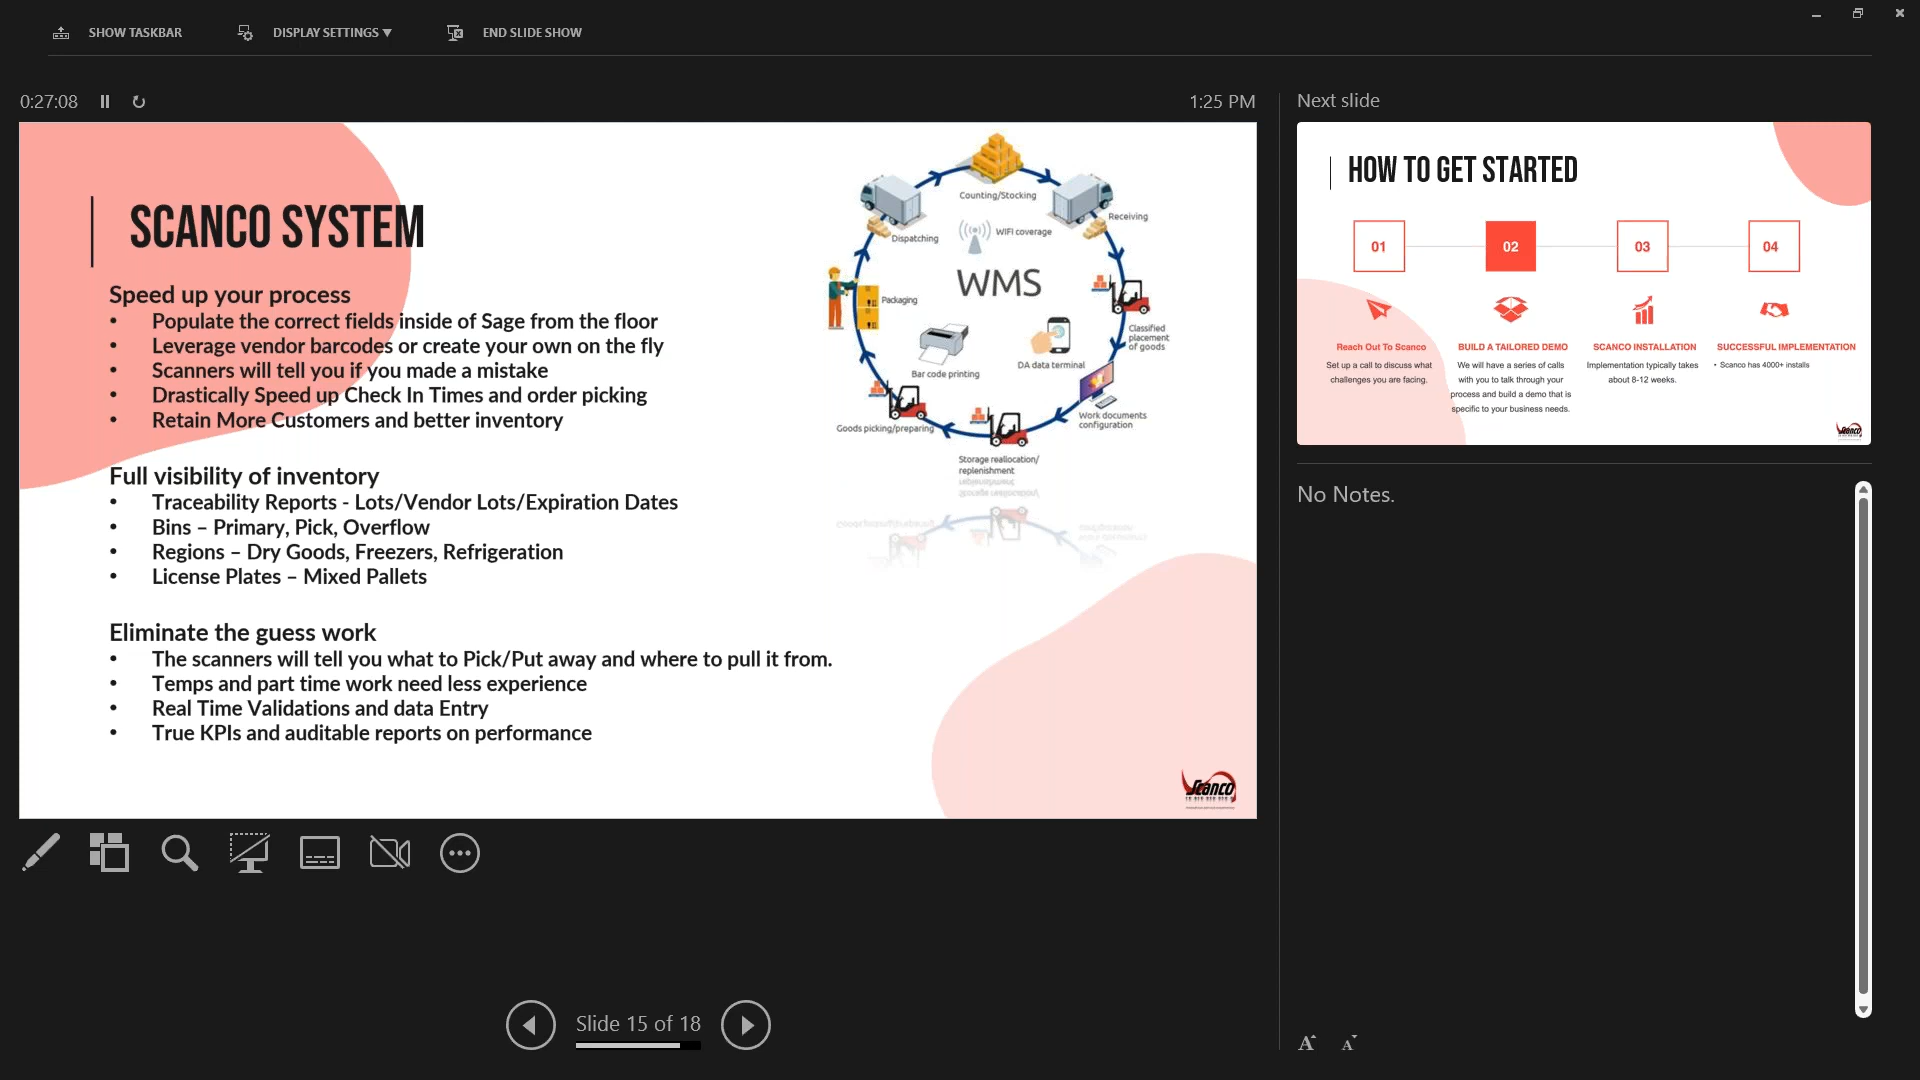 SHOW TASKBAR
DISPLAY SETTINGS ▼
END SLIDE SHOW
0:27:08
1:25 PM
SCANCO SYSTEM
Speed up your process
• Populate the correct fields inside of Sage from the floor
• Leverage vendor barcodes or create your own on the fly
• Scanners will tell you if you made a mistake
• Drastically Speed up Check In Times and order picking
• Retain More Customers and better inventory
Full visibility of inventory
• Traceability Reports - Lots/Vendor Lots/Expiration Dates
• Bins – Primary, Pick, Overflow
• Regions – Dry Goods, Freezers, Refrigeration
• License Plates – Mixed Pallets
Eliminate the guess work
• The scanners will tell you what to Pick/Put away and where to pull it from.
• Temps and part time work need less experience
• Real Time Validations and data Entry
• True KPIs and auditable reports on performance
Counting/Stocking
Receiving
Dispatching
WIFI coverage
WMS
Packaging
Classified
placement
of goods
Bar code printing
DA data terminal
Work documents
configuration
Goods picking/preparing
Storage reallocation/
replenishment
Scanco
Next slide
HOW TO GET STARTED
01
02
03
04
Reach Out To Scanco
Set up a call to discuss what
challenges you are facing.
BUILD A TAILORED DEMO
We will have a series of calls
with you to talk through your
process and build a demo that is
specific to your business needs.
SCANCO INSTALLATION
Implementation typically takes
about 8-12 weeks.
SUCCESSFUL IMPLEMENTATION
• Scanco has 4000+ installs
Scanco
No Notes.
Slide 15 of 18
A
A